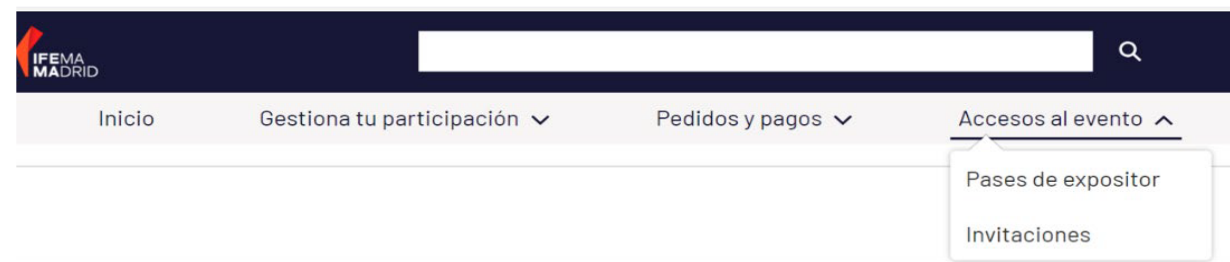 IFEMA
MADRID
Inicio
Gestiona tu participación
Pedidos y pagos
Accesos al evento
Pases de expositor
Invitaciones